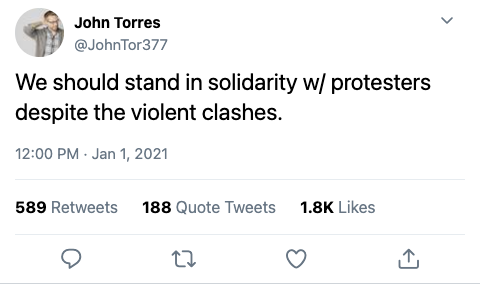 John Torres
@JohnTor377
We should stand in solidarity w/ protesters
despite the violent clashes.
12:00 PM · Jan 1, 2021
589 Retweets 188 Quote Tweets 1.8K Likes